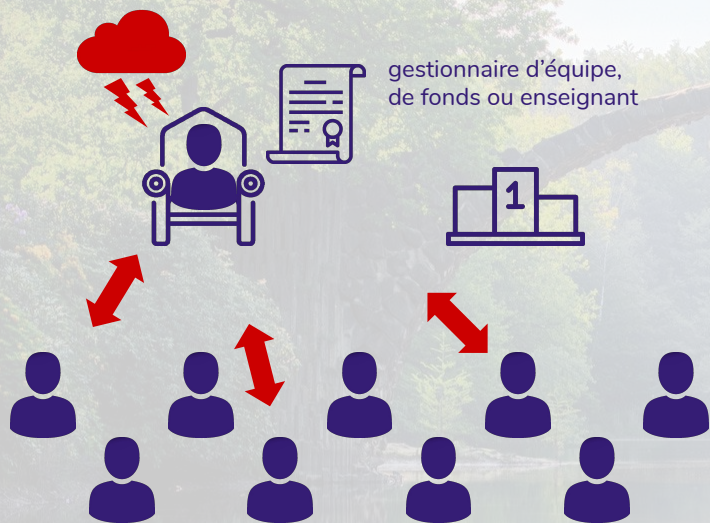 gestionnaire d'équipe,
de fonds ou enseignant
1